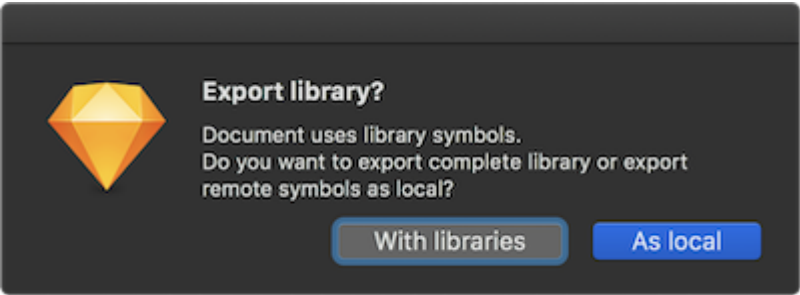 Export library?
Document uses library symbols.
Do you want to export complete library or export
remote symbols as local?
With libraries
As local